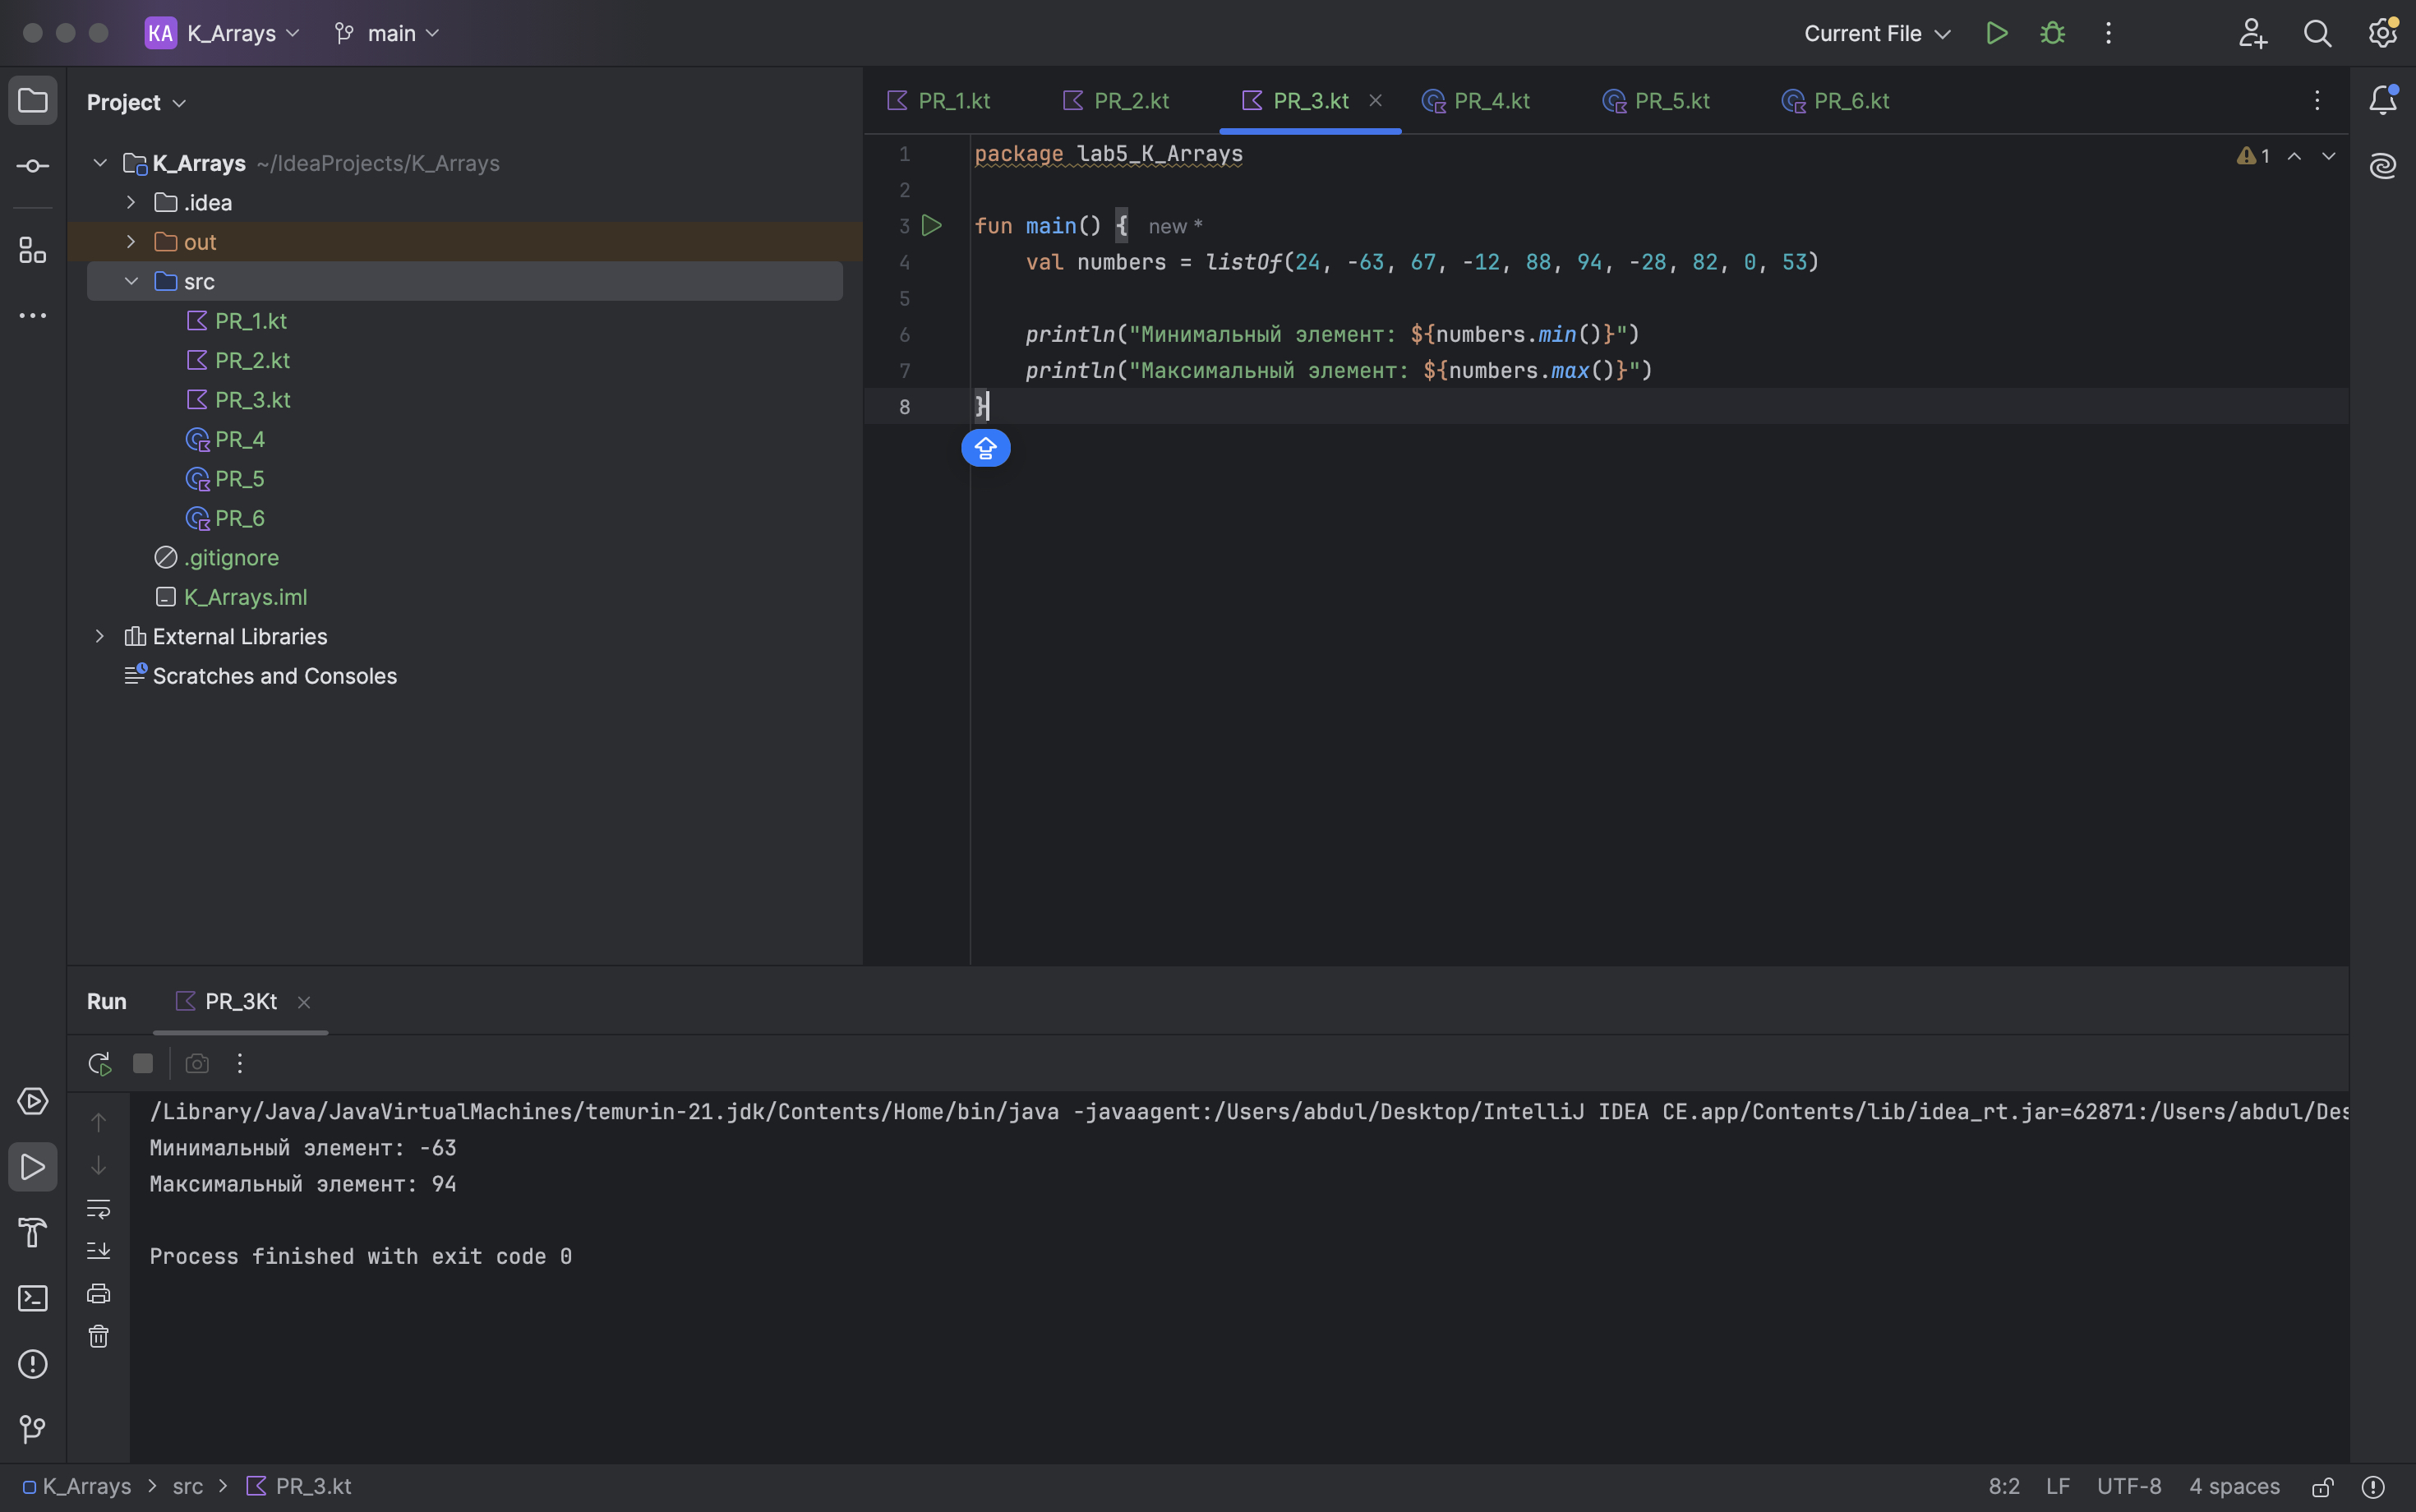 KA K_Arrays main Current File
Project
K_Arrays ~/IdeaProjects/K_Arrays
.idea
out
src
PR_1.kt
PR_2.kt
PR_3.kt
PR_4
PR_5
PR_6
.gitignore
K_Arrays.iml
External Libraries
Scratches and Consoles
PR_1.kt PR_2.kt PR_3.kt PR_4.kt PR_5.kt PR_6.kt
1 package lab5_K_Arrays
1
2
3 fun main() { new *
4 val numbers = listOf(24, -63, 67, -12, 88, 94, -28, 82, 0, 53)
5
6 println("Минимальный элемент: ${numbers.min()}")
7 println("Максимальный элемент: ${numbers.max()}")
8 }
Run PR_3Kt
/Library/Java/JavaVirtualMachines/temurin-21.jdk/Contents/Home/bin/java -javaagent:/Users/abdul/Desktop/IntelliJ IDEA CE.app/Contents/lib/idea_rt.jar=62871:/Users/abdul/Des
Минимальный элемент: -63
Максимальный элемент: 94
Process finished with exit code 0
K_Arrays src PR_3.kt 8:2 LF UTF-8 4 spaces